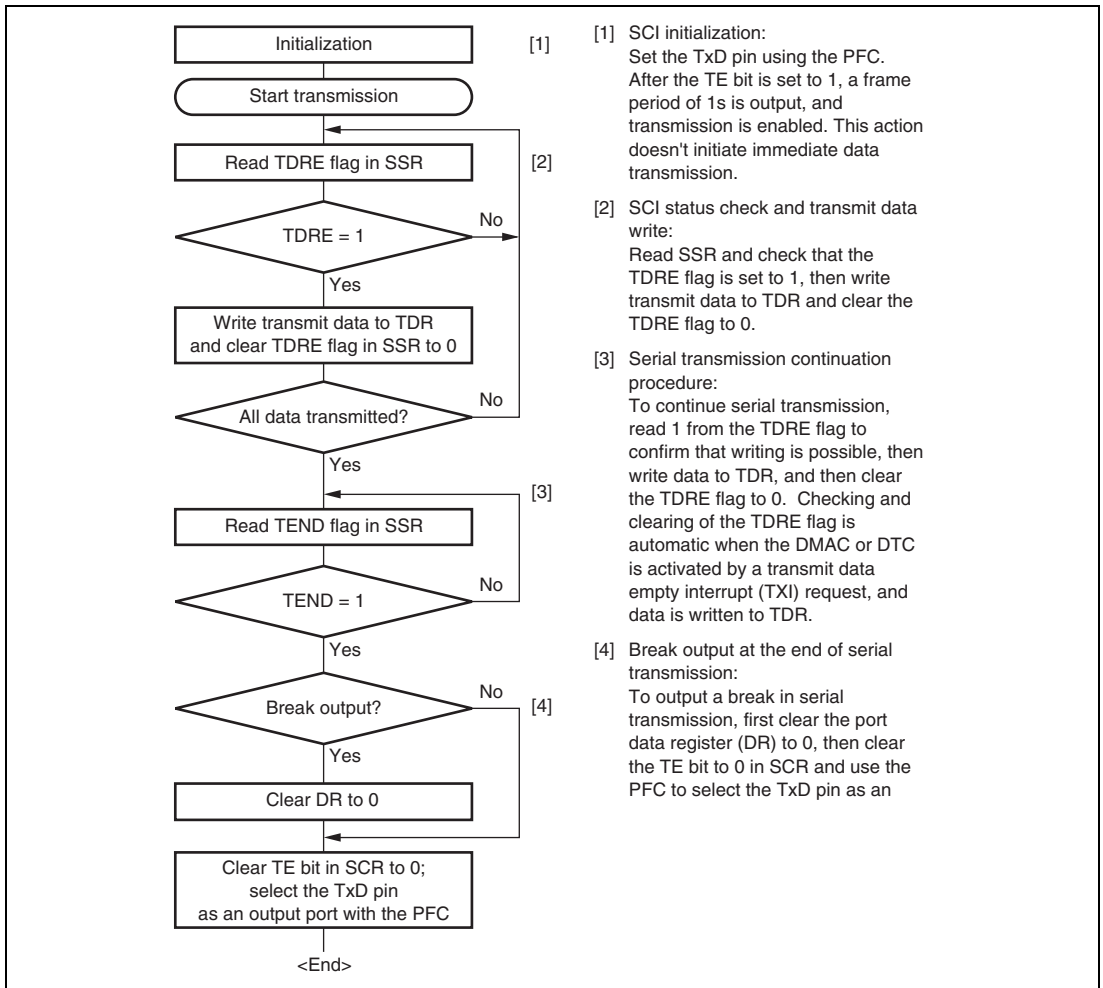 Initialization
[1]
Start transmission
Read TDRE flag in SSR
[2]
TDRE = 1
No
Yes
Write transmit data to TDR
and clear TDRE flag in SSR to 0
All data transmitted?
No
Yes
[3]
Read TEND flag in SSR
TEND = 1
No
Yes
Break output?
No
[4]
Yes
Clear DR to 0
Clear TE bit in SCR to 0;
select the TxD pin
as an output port with the PFC
<End>
[1] SCI initialization:
Set the TxD pin using the PFC.
After the TE bit is set to 1, a frame
period of 1s is output, and
transmission is enabled. This action
doesn't initiate immediate data
transmission.
[2] SCI status check and transmit data
write:
Read SSR and check that the
TDRE flag is set to 1, then write
transmit data to TDR and clear the
TDRE flag to 0.
[3] Serial transmission continuation
procedure:
To continue serial transmission,
read 1 from the TDRE flag to
confirm that writing is possible, then
write data to TDR, and then clear
the TDRE flag to 0.  Checking and
clearing of the TDRE flag is
automatic when the DMAC or DTC
is activated by a transmit data
empty interrupt (TXI) request, and
data is written to TDR.
[4] Break output at the end of serial
transmission:
To output a break in serial
transmission, first clear the port
data register (DR) to 0, then clear
the TE bit to 0 in SCR and use the
PFC to select the TxD pin as an